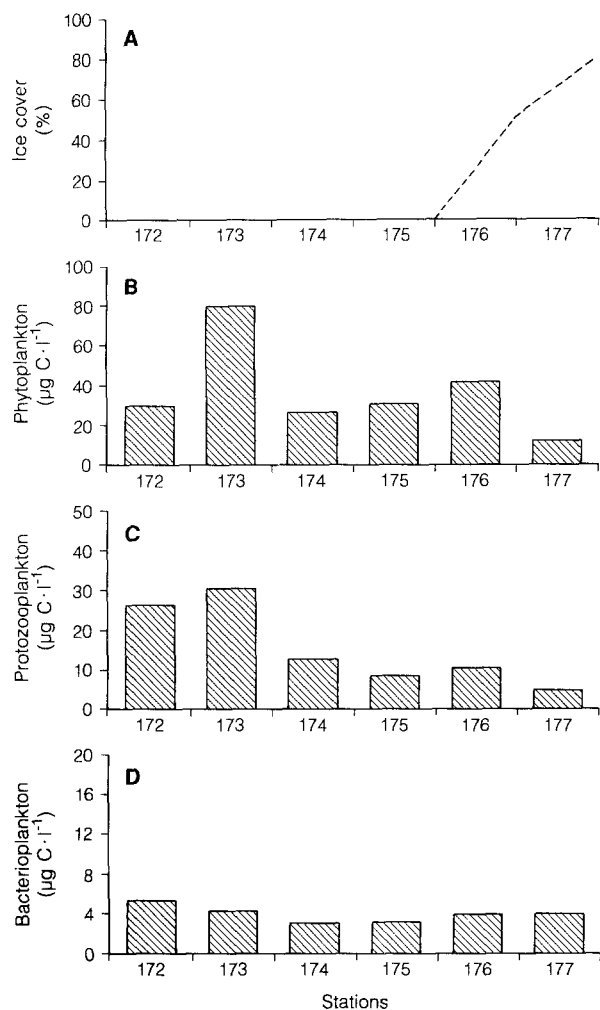 A
Ice cover
(%)
100
80
60
40
20
0
172 173 174 175 176 177
B
Phytoplankton
(µg C · l⁻¹)
100
80
60
40
20
0
172 173 174 175 176 177
C
Protozooplankton
(µg C · l⁻¹)
50
40
30
20
10
0
172 173 174 175 176 177
D
Bacterioplankton
(µg C · l⁻¹)
20
16
12
8
4
0
172 173 174 175 176 177
Stations